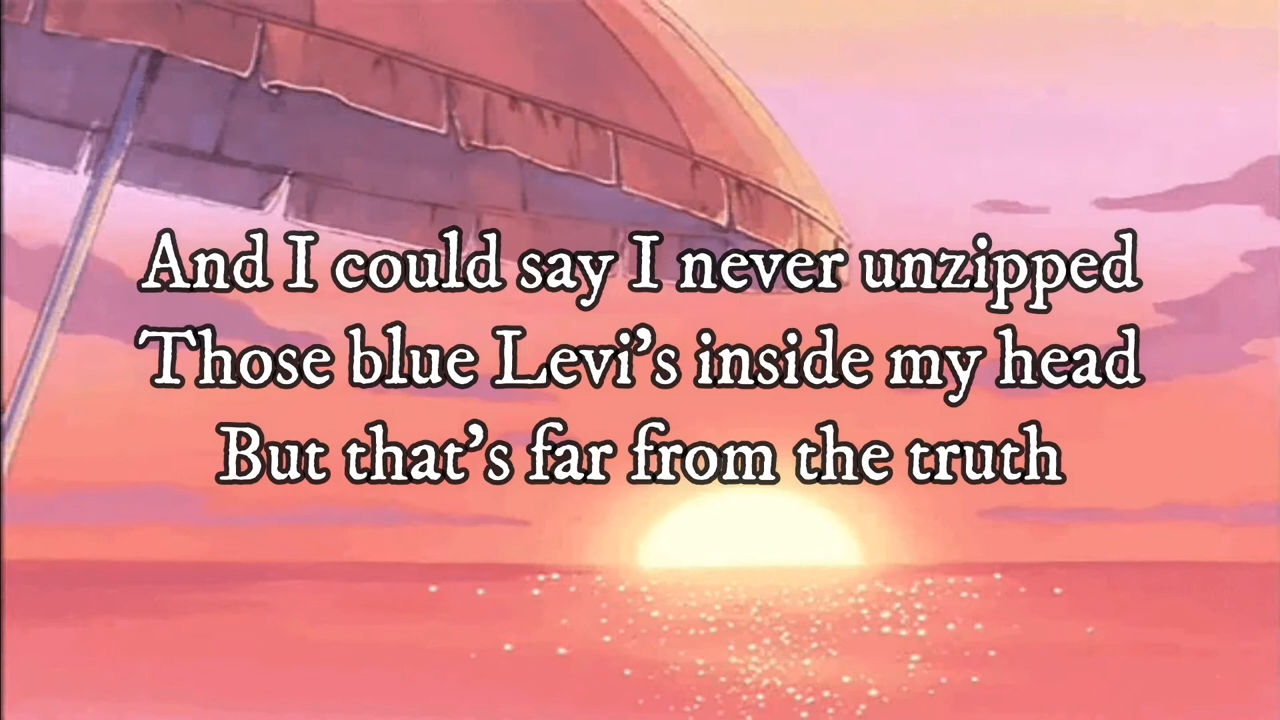 And I could say I never unzipped
Those blue Levi's inside my head
But that's far from the truth